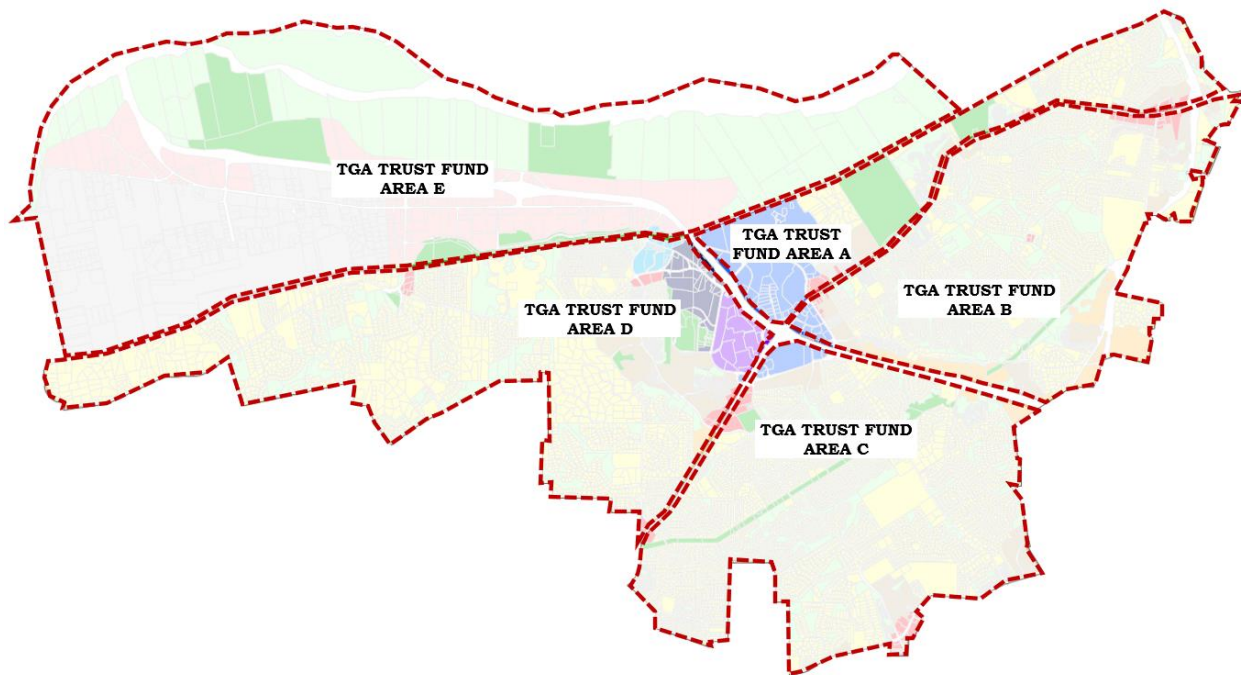 TGA TRUST FUND
AREA E
TGA TRUST
FUND AREA A
TGA TRUST FUND
AREA B
TGA TRUST FUND
AREA D
TGA TRUST FUND
AREA C